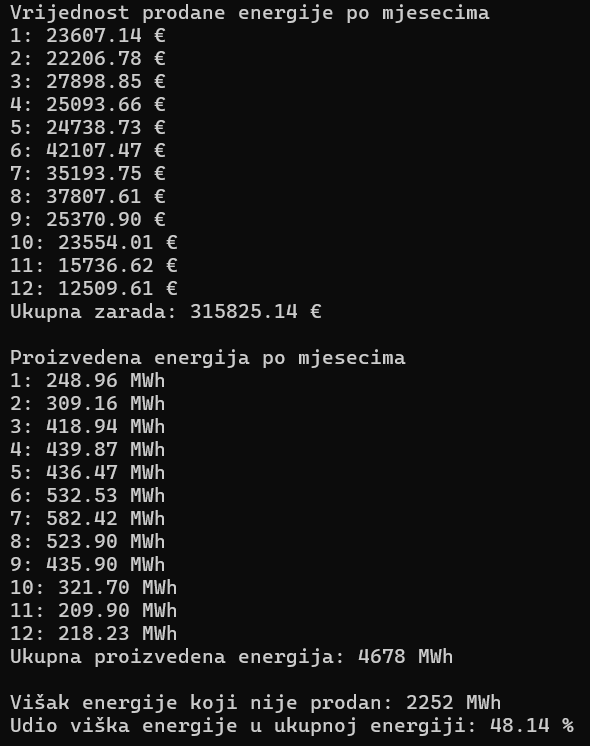 Vrijednost prodane energije po mjesecima
1: 23607.14 €
2: 22206.78 €
3: 27898.85 €
4: 25093.66 €
5: 24738.73 €
6: 42107.47 €
7: 35193.75 €
8: 37807.61 €
9: 25370.90 €
10: 23554.01 €
11: 15736.62 €
12: 12509.61 €
Ukupna zarada: 315825.14 €

Proizvedena energija po mjesecima
1: 248.96 MWh
2: 309.16 MWh
3: 418.94 MWh
4: 439.87 MWh
5: 436.47 MWh
6: 532.53 MWh
7: 582.42 MWh
8: 523.90 MWh
9: 435.90 MWh
10: 321.70 MWh
11: 209.90 MWh
12: 218.23 MWh
Ukupna proizvedena energija: 4678 MWh

Višak energije koji nije prodan: 2252 MWh
Udio viška energije u ukupnoj energiji: 48.14 %